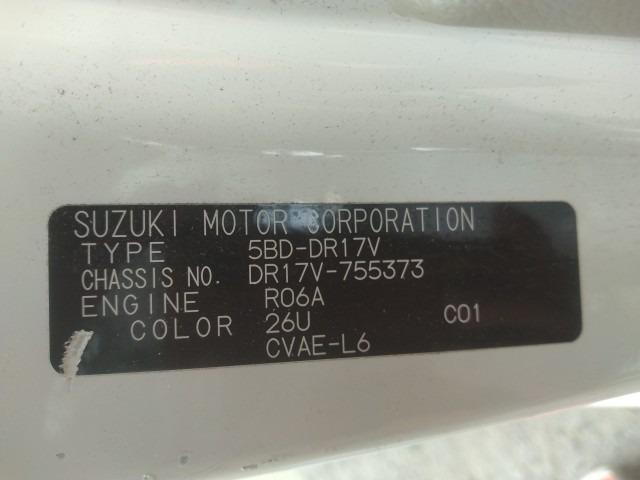 SUZUKI MOTOR CORPORATION
TYPE 5BD-DR17V
CHASSIS NO. DR17V-755373
ENGINE R06A
COLOR 26U C01
CVAE-L6